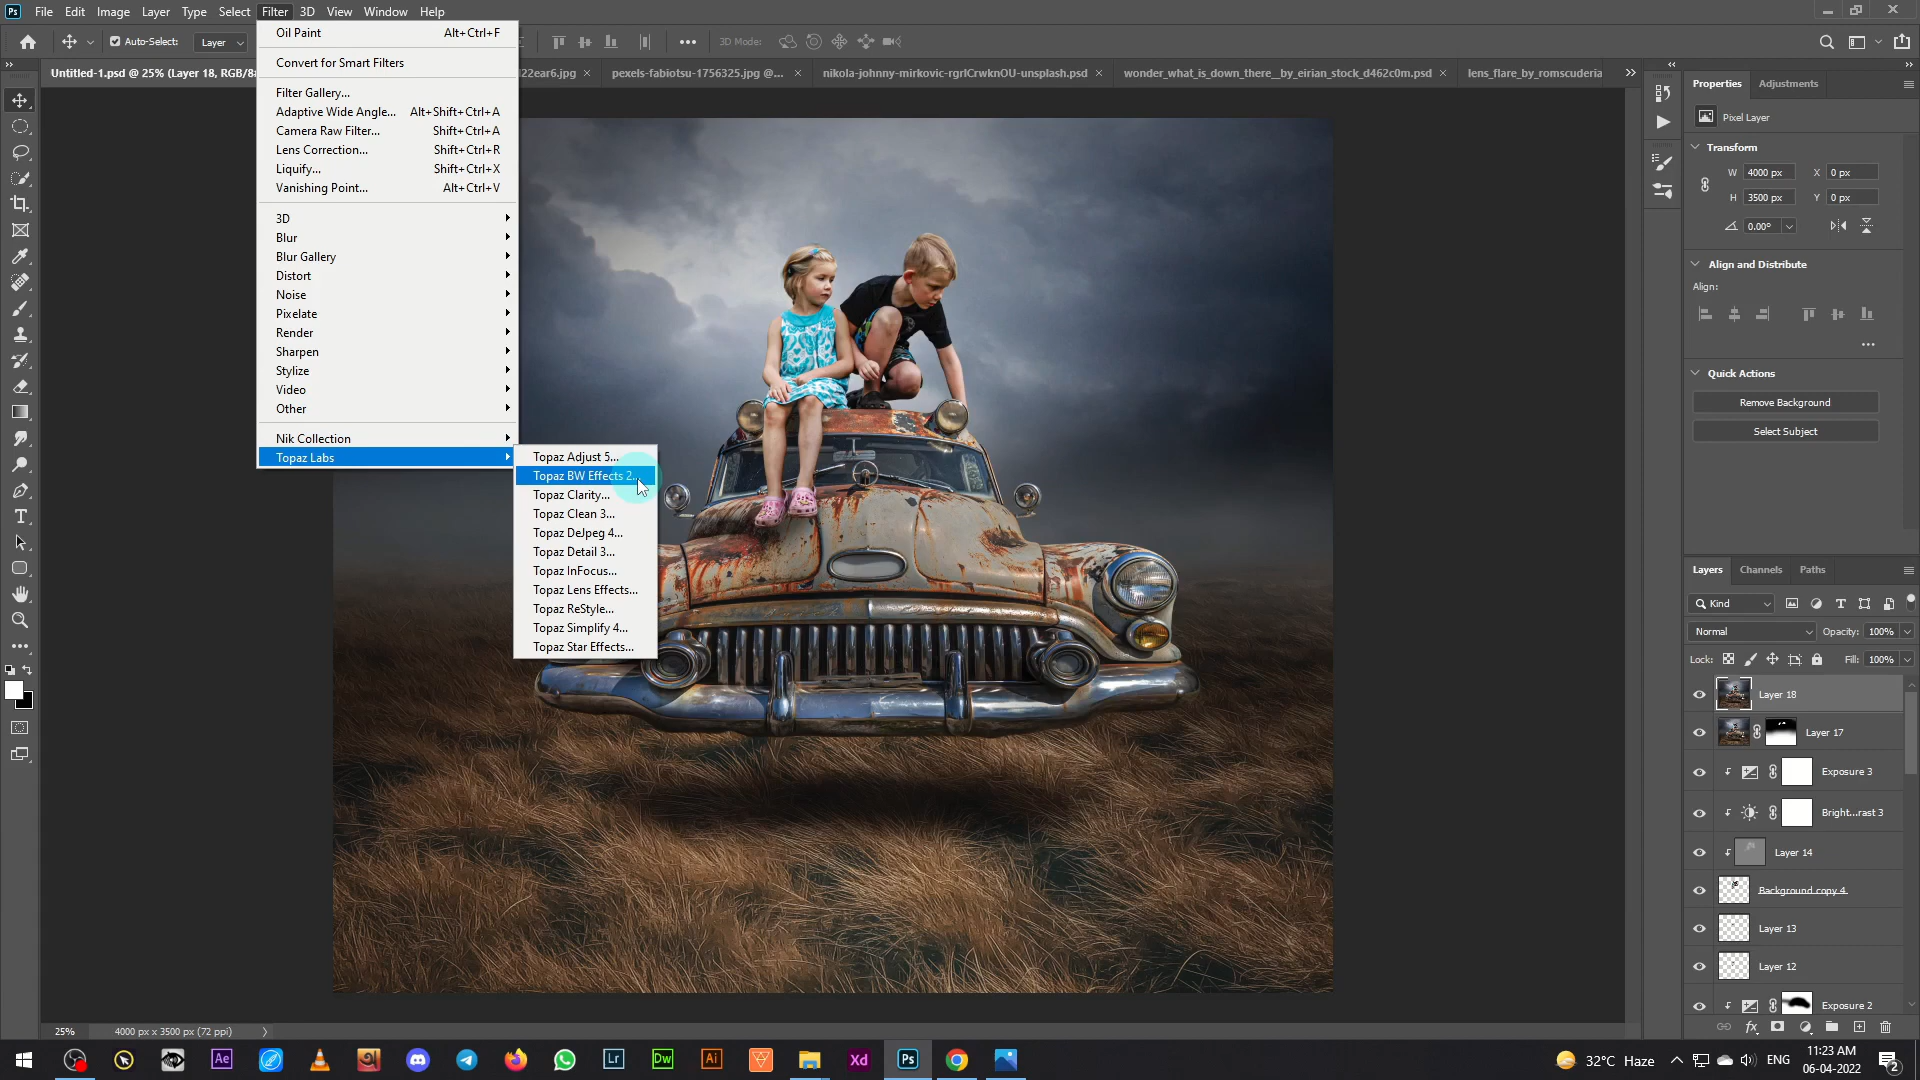 Ps File Edit Image Layer Type Select Filter 3D View Window Help
Auto-Select: Layer 3D Mode:
Untitled-1.psd @ 25% (Layer 18, RGB/8
d22ear6.jpg × pexels-fabiotsu-1756325.jpg @... × nikola-johnny-mirkovic-rgrlCrwknOU-unsplash.psd × wonder_what_is_down_there__by_eirian_stock_d462c0m.psd × lens_flare_by_romscuderia
Oil Paint Alt+Ctrl+F
Convert for Smart Filters
Filter Gallery...
Adaptive Wide Angle... Alt+Shift+Ctrl+A
Camera Raw Filter... Shift+Ctrl+A
Lens Correction... Shift+Ctrl+R
Liquify... Shift+Ctrl+X
Vanishing Point... Alt+Ctrl+V
3D
Blur
Blur Gallery
Distort
Noise
Pixelate
Render
Sharpen
Stylize
Video
Other
Nik Collection
Topaz Labs
Topaz Adjust 5...
Topaz BW Effects 2...
Topaz Clarity...
Topaz Clean 3...
Topaz DeJpeg 4...
Topaz Detail 3...
Topaz InFocus...
Topaz Lens Effects...
Topaz ReStyle...
Topaz Simplify 4...
Topaz Star Effects...
Properties Adjustments
Pixel Layer
Transform
W 4000 px X 0 px
H 3500 px Y 0 px
0.00°
Align and Distribute
Align:
Quick Actions
Remove Background
Select Subject
Layers Channels Paths
Kind
Normal Opacity: 100%
Lock: Fill: 100%
Layer 18
Layer 17
Exposure 3
Bright...rast 3
Layer 14
Background copy 4
Layer 13
Layer 12
Exposure 2
25% 4000 px x 3500 px (72 ppi)
Ae Lr Dw Ai Xd Ps
32°C Haze ENG
11:23 AM
06-04-2022
2